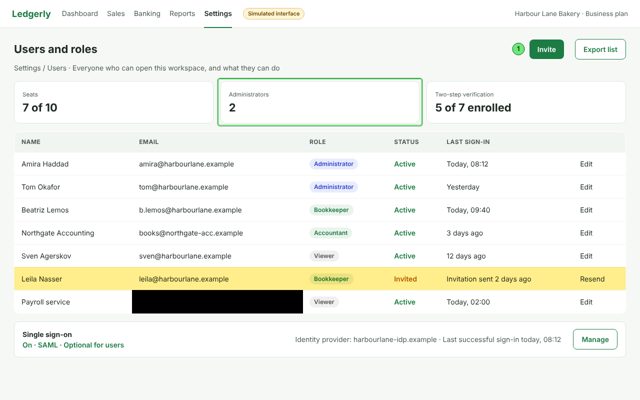 Ledgerly Dashboard Sales Banking Reports Settings Simulated interface Harbour Lane Bakery · Business plan
Users and roles 1 Invite Export list
Settings / Users · Everyone who can open this workspace, and what they can do
Seats Administrators Two-step verification
7 of 10 2 5 of 7 enrolled
NAME EMAIL ROLE STATUS LAST SIGN-IN
Amira Haddad amira@harbourlane.example Administrator Active Today, 08:12 Edit
Tom Okafor tom@harbourlane.example Administrator Active Yesterday Edit
Beatriz Lemos b.lemos@harbourlane.example Bookkeeper Active Today, 09:40 Edit
Northgate Accounting books@northgate-acc.example Accountant Active 3 days ago Edit
Sven Agerskov sven@harbourlane.example Viewer Active 12 days ago Edit
Leila Nasser leila@harbourlane.example Bookkeeper Invited Invitation sent 2 days ago Resend
Payroll service Viewer Active Today, 02:00 Edit
Single sign-on
On · SAML · Optional for users Identity provider: harbourlane-idp.example · Last successful sign-in today, 08:12 Manage